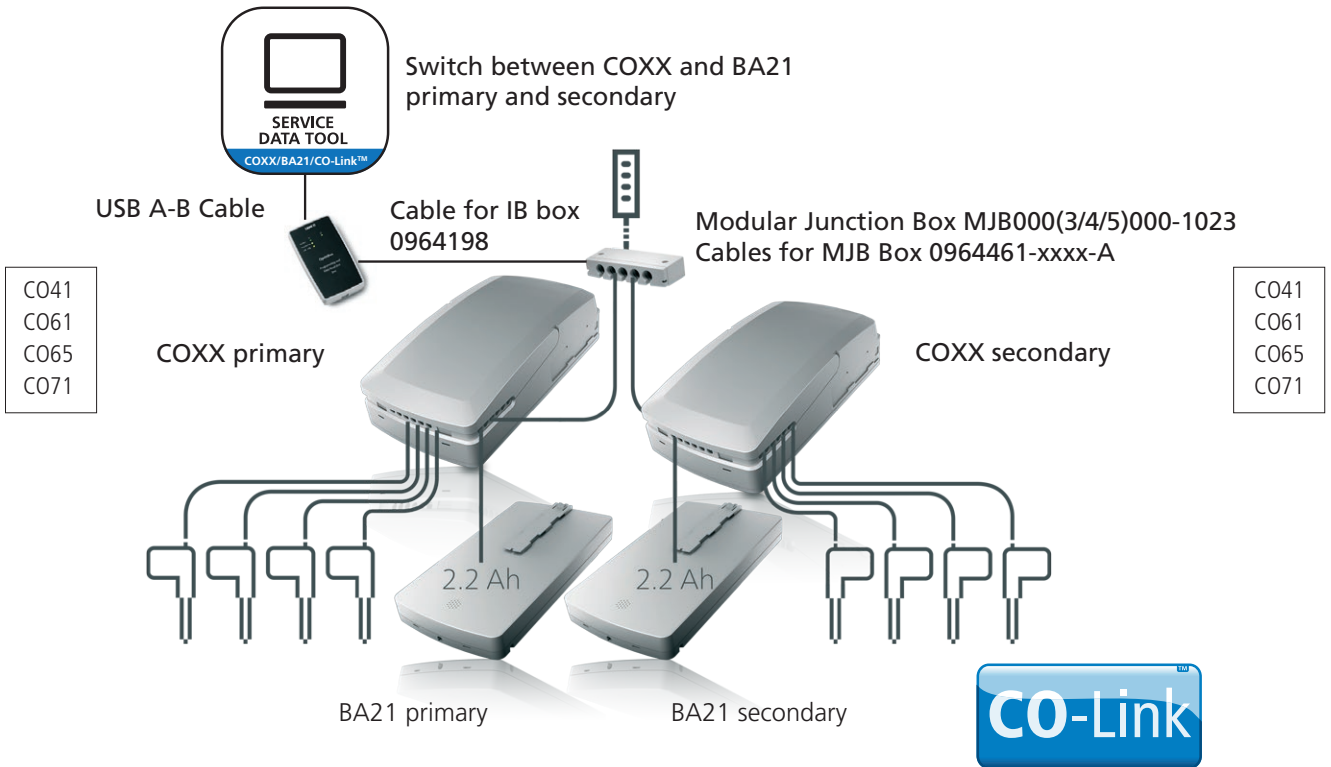 Switch between COXX and BA21
primary and secondary
SERVICE
DATA TOOL
COXX/BA21/CO-Link™
USB A-B Cable
Cable for IB box
0964198
Modular Junction Box MJB000(3/4/5)000-1023
Cables for MJB Box 0964461-xxxx-A
CO41
CO61
CO65
CO71
COXX primary
COXX secondary
CO41
CO61
CO65
CO71
2.2 Ah
2.2 Ah
BA21 primary
BA21 secondary
CO-Link™